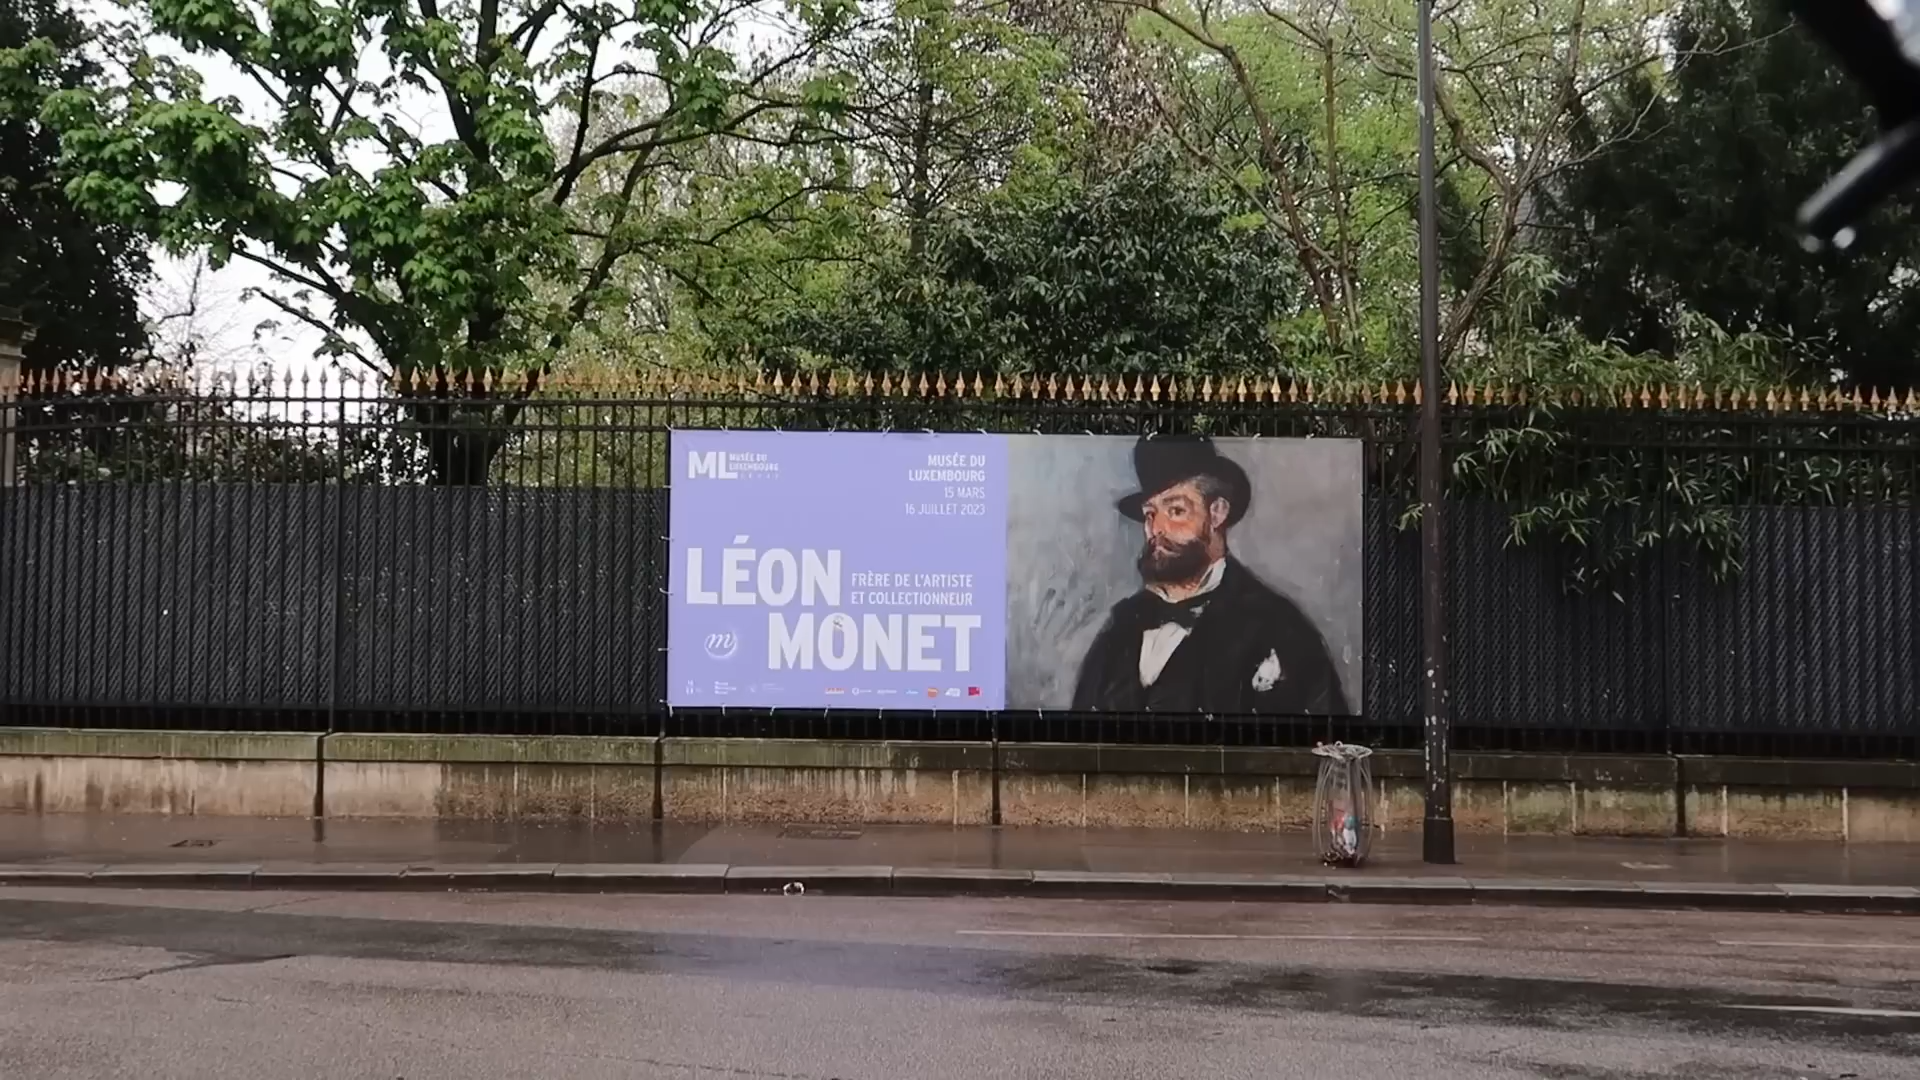 ML MUSÉE DU
LUXEMBOURG
MUSÉE DU
LUXEMBOURG
15 MARS
16 JUILLET 2023
LÉON
FRÈRE DE L'ARTISTE
ET COLLECTIONNEUR
m
MONET